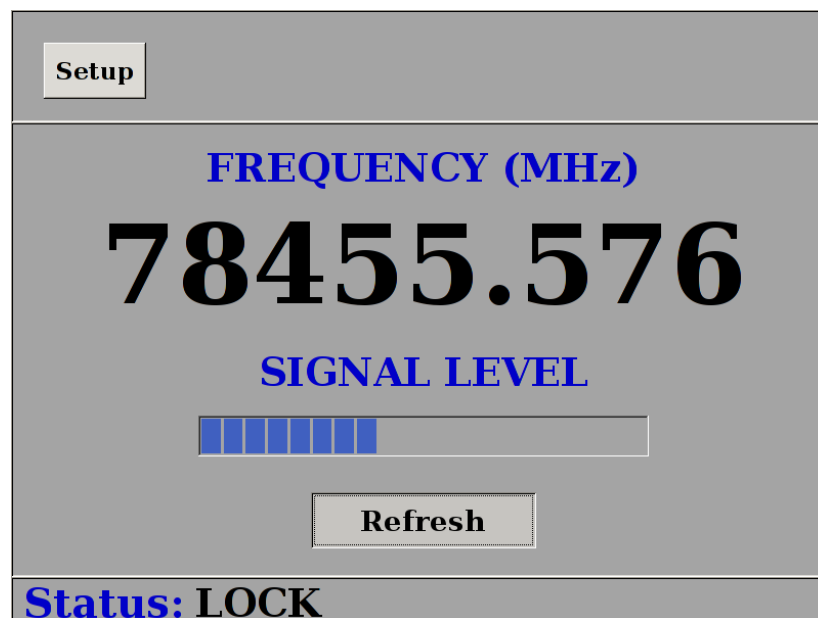 Setup
FREQUENCY (MHz)
78455.576
SIGNAL LEVEL
Refresh
Status: LOCK